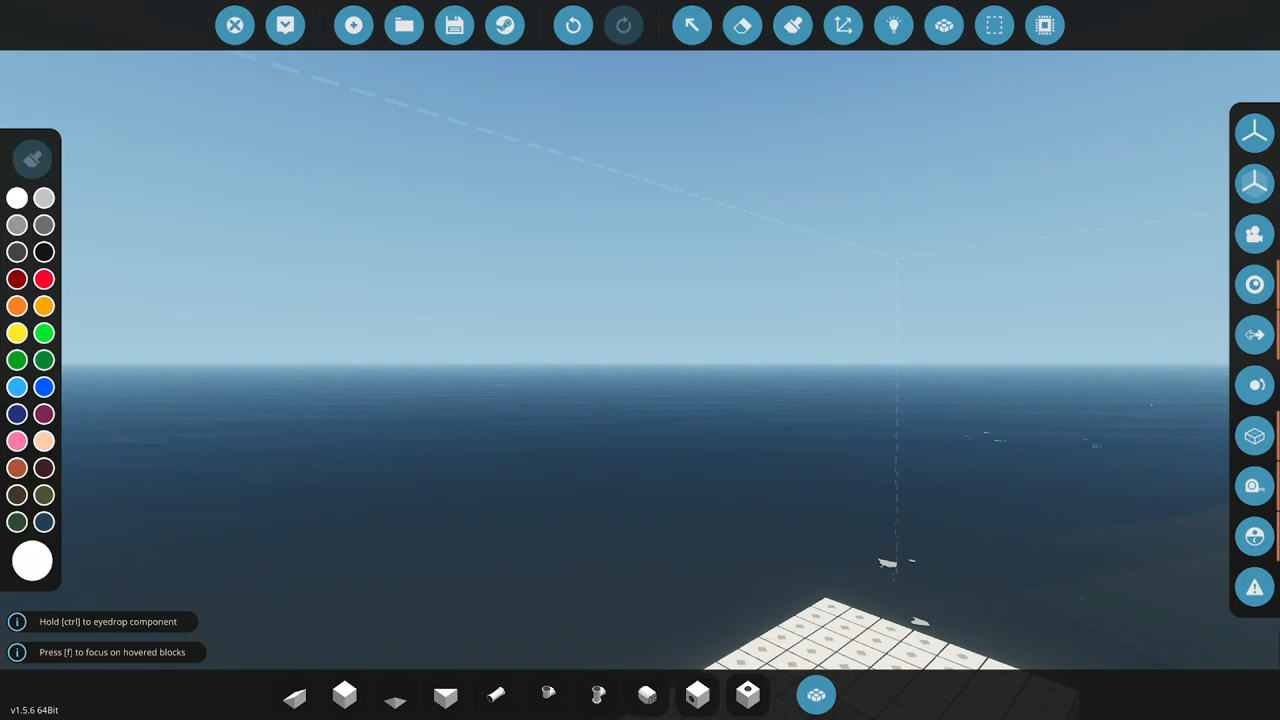 Hold [ctrl] to eyedrop component
Press [f] to focus on hovered blocks
v1.5.6 64Bit